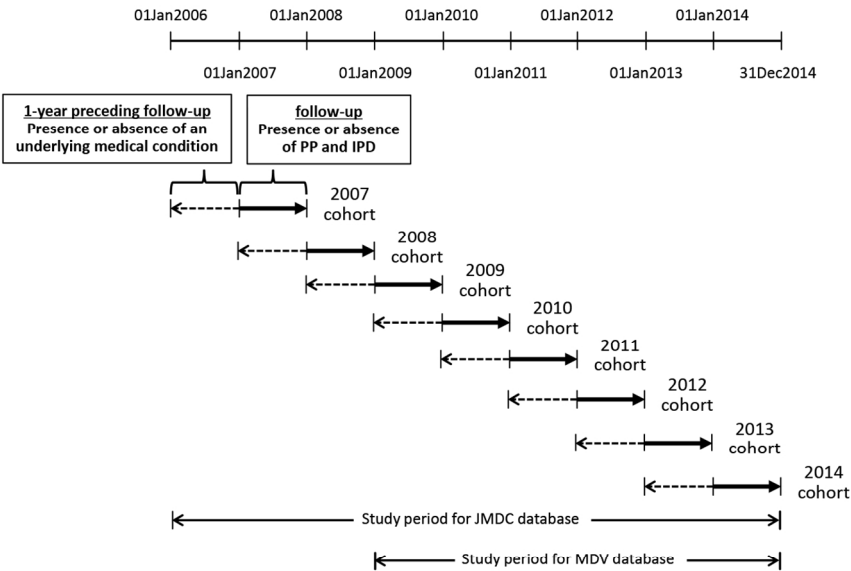 01Jan2006 01Jan2008 01Jan2010 01Jan2012 01Jan2014
01Jan2007 01Jan2009 01Jan2011 01Jan2013 31Dec2014
1-year preceding follow-up
Presence or absence of an
underlying medical condition
follow-up
Presence or absence
of PP and IPD
2007
cohort
2008
cohort
2009
cohort
2010
cohort
2011
cohort
2012
cohort
2013
cohort
2014
cohort
Study period for JMDC database
Study period for MDV database